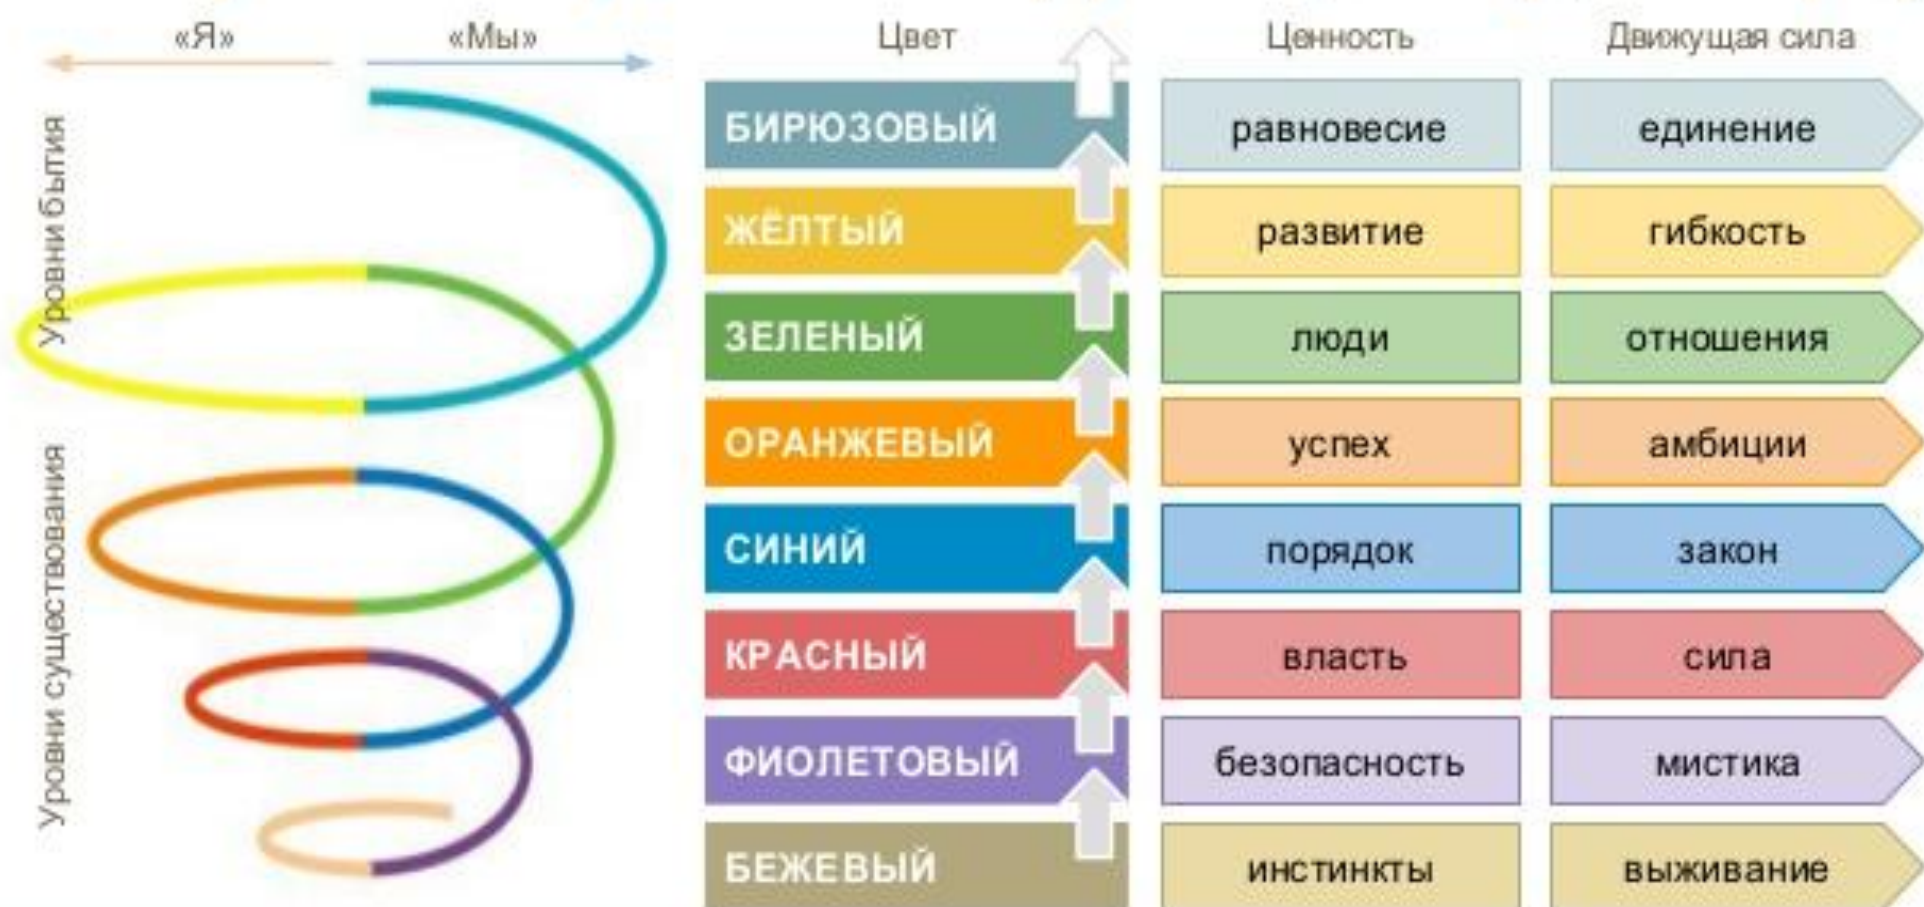 «Я» «Мы» Цвет Ценность Движущая сила
Уровни бытия
Уровни существования
БИРЮЗОВЫЙ равновесие единение
ЖЁЛТЫЙ развитие гибкость
ЗЕЛЕНЫЙ люди отношения
ОРАНЖЕВЫЙ успех амбиции
СИНИЙ порядок закон
КРАСНЫЙ власть сила
ФИОЛЕТОВЫЙ безопасность мистика
БЕЖЕВЫЙ инстинкты выживание